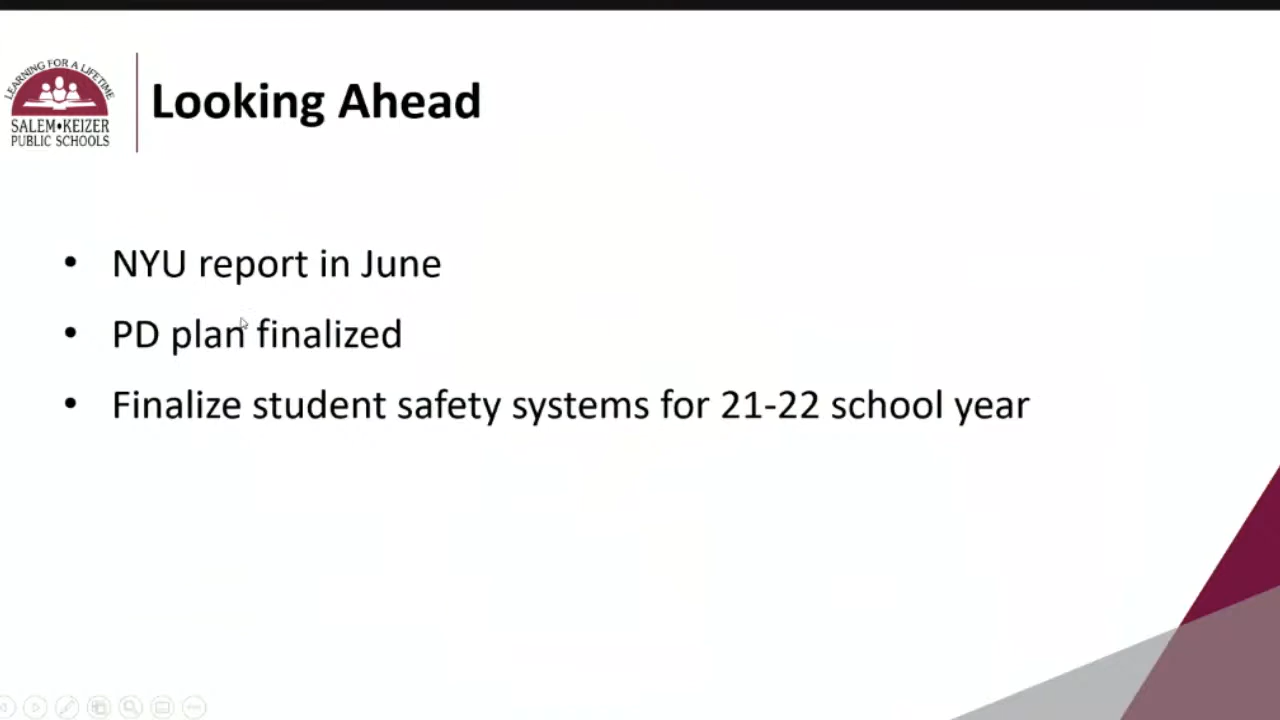 LEARNING FOR A LIFETIME
SALEM•KEIZER
PUBLIC SCHOOLS
Looking Ahead
• NYU report in June
• PD plan finalized
• Finalize student safety systems for 21-22 school year